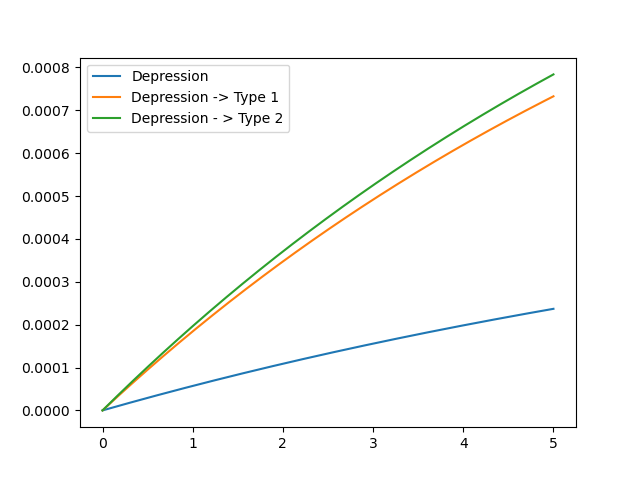 Depression
Depression -> Type 1
Depression - > Type 2
0.0008
0.0007
0.0006
0.0005
0.0004
0.0003
0.0002
0.0001
0.0000
0 1 2 3 4 5